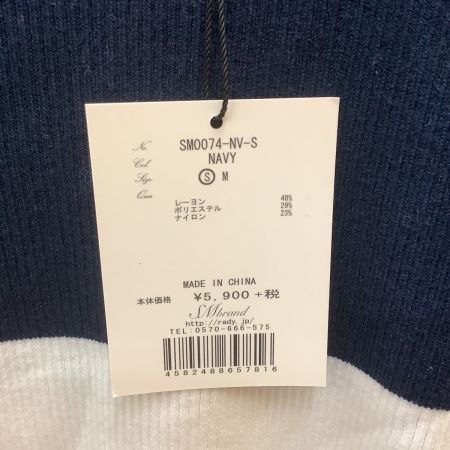 No. SM0074-NV-S
Col. NAVY
Size. S M
Qua レーヨン 48%
ポリエステル 29%
ナイロン 23%
MADE IN CHINA
本体価格 ¥5,900+税
SMbrand
http://rady.jp/
TEL:0570-666-575
4582488657816